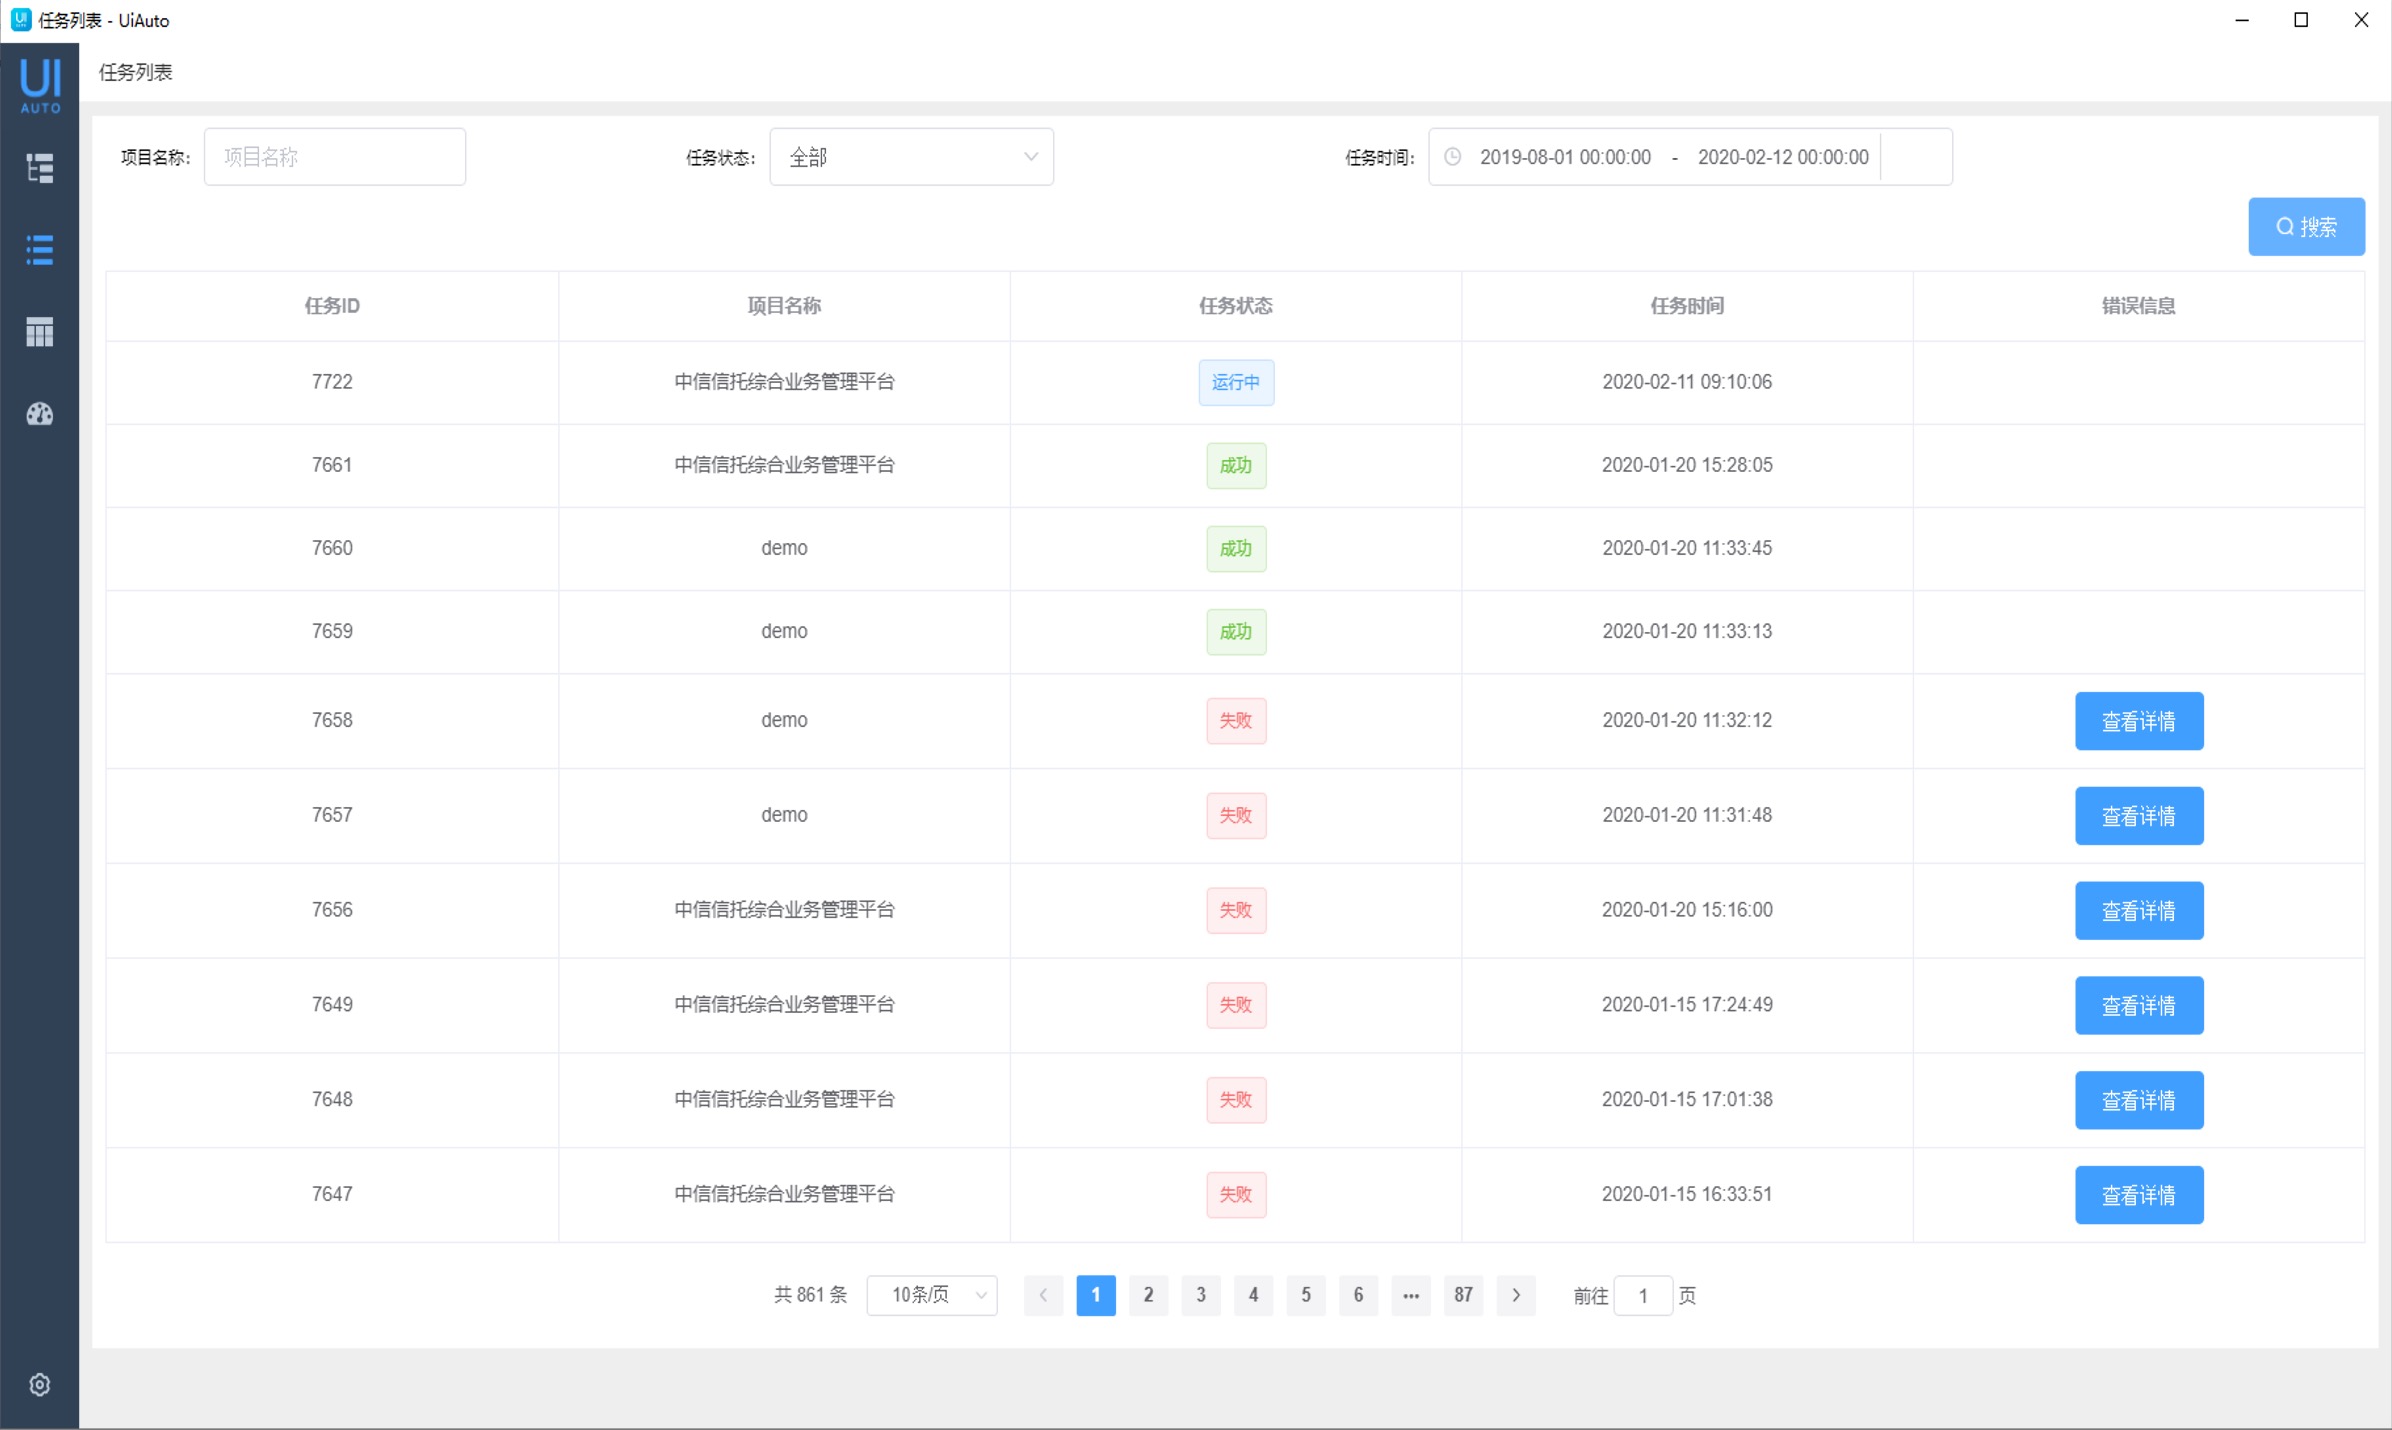 任务列表 - UiAuto
UI
AUTO
任务列表
项目名称: 项目名称 任务状态: 全部 任务时间: 2019-08-01 00:00:00 - 2020-02-12 00:00:00
搜索
任务ID 项目名称 任务状态 任务时间 错误信息
7722 中信信托综合业务管理平台 运行中 2020-02-11 09:10:06
7661 中信信托综合业务管理平台 成功 2020-01-20 15:28:05
7660 demo 成功 2020-01-20 11:33:45
7659 demo 成功 2020-01-20 11:33:13
7658 demo 失败 2020-01-20 11:32:12 查看详情
7657 demo 失败 2020-01-20 11:31:48 查看详情
7656 中信信托综合业务管理平台 失败 2020-01-20 15:16:00 查看详情
7649 中信信托综合业务管理平台 失败 2020-01-15 17:24:49 查看详情
7648 中信信托综合业务管理平台 失败 2020-01-15 17:01:38 查看详情
7647 中信信托综合业务管理平台 失败 2020-01-15 16:33:51 查看详情
共 861 条 10条/页 1 2 3 4 5 6 ••• 87 前往 1 页